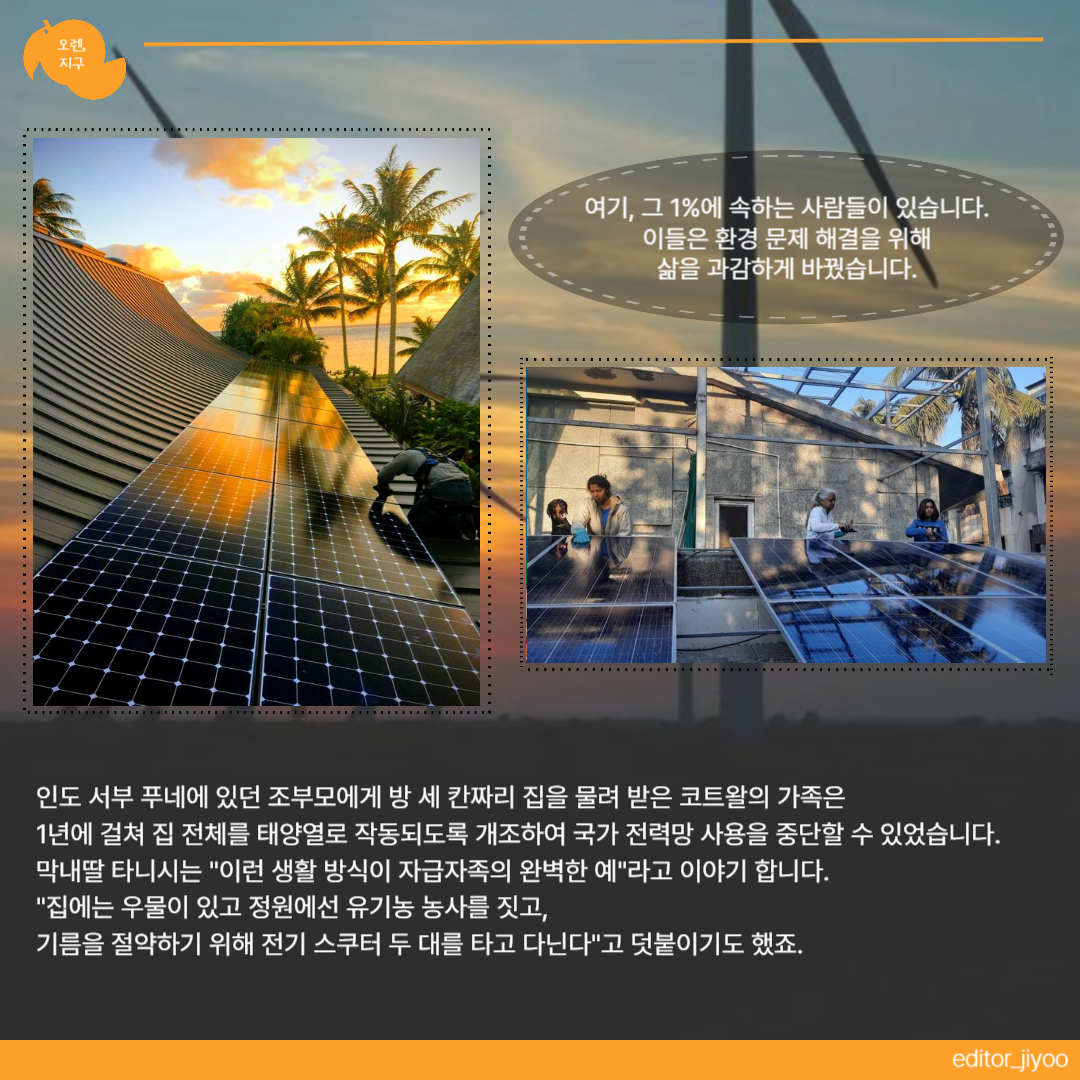 오렌,
지구
여기, 그 1%에 속하는 사람들이 있습니다.
이들은 환경 문제 해결을 위해
삶을 과감하게 바꿨습니다.
인도 서부 푸네에 있던 조부모에게 방 세 칸짜리 집을 물려 받은 코트왈의 가족은
1년에 걸쳐 집 전체를 태양열로 작동되도록 개조하여 국가 전력망 사용을 중단할 수 있었습니다.
막내딸 타니시는 "이런 생활 방식이 자급자족의 완벽한 예"라고 이야기 합니다.
"집에는 우물이 있고 정원에선 유기농 농사를 짓고,
기름을 절약하기 위해 전기 스쿠터 두 대를 타고 다닌다"고 덧붙이기도 했죠.
editor_jiyoo